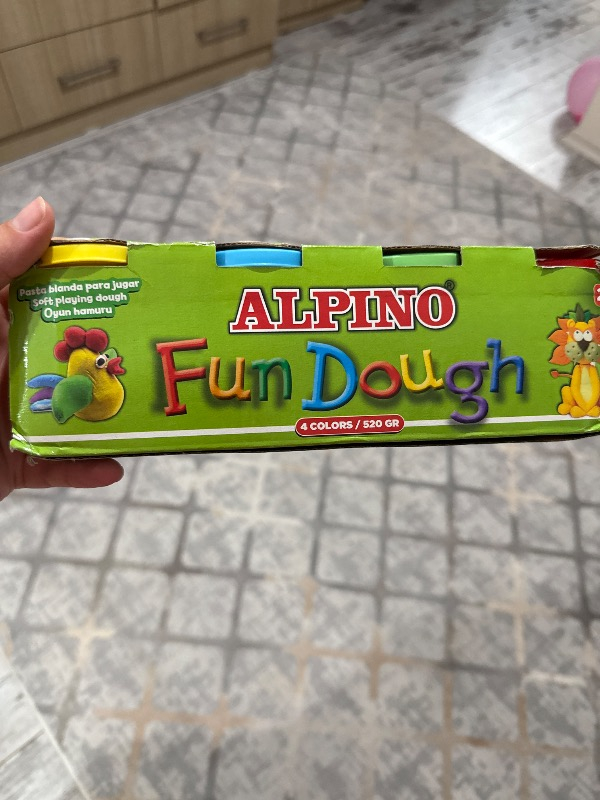 Pasta blanda para jugar
Soft playing dough
Oyun hamuru
ALPINO®
Fun Dough
4 COLORS / 520 GR